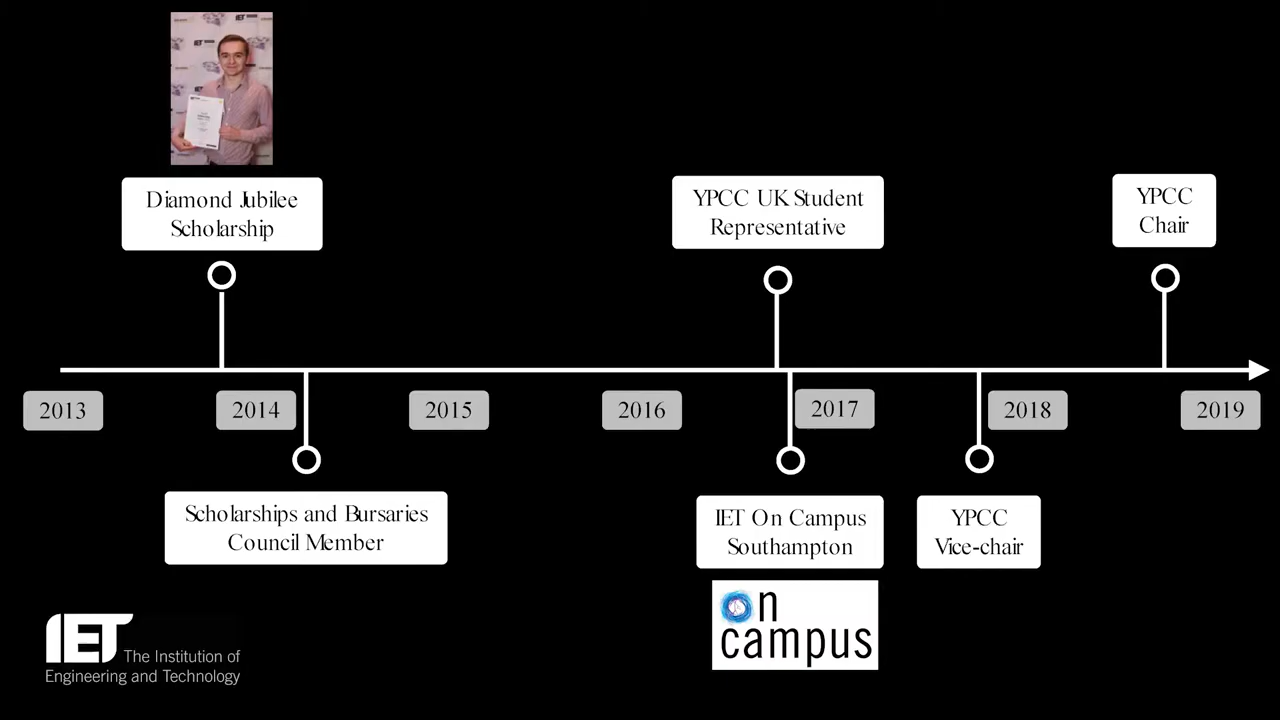 IET
Diamond Jubilee
Scholarship
YPCC UK Student
Representative
YPCC
Chair
2013
2014
2015
2016
2017
2018
2019
Scholarships and Bursaries
Council Member
IET On Campus
Southampton
YPCC
Vice-chair
On
campus
IET The Institution of
Engineering and Technology